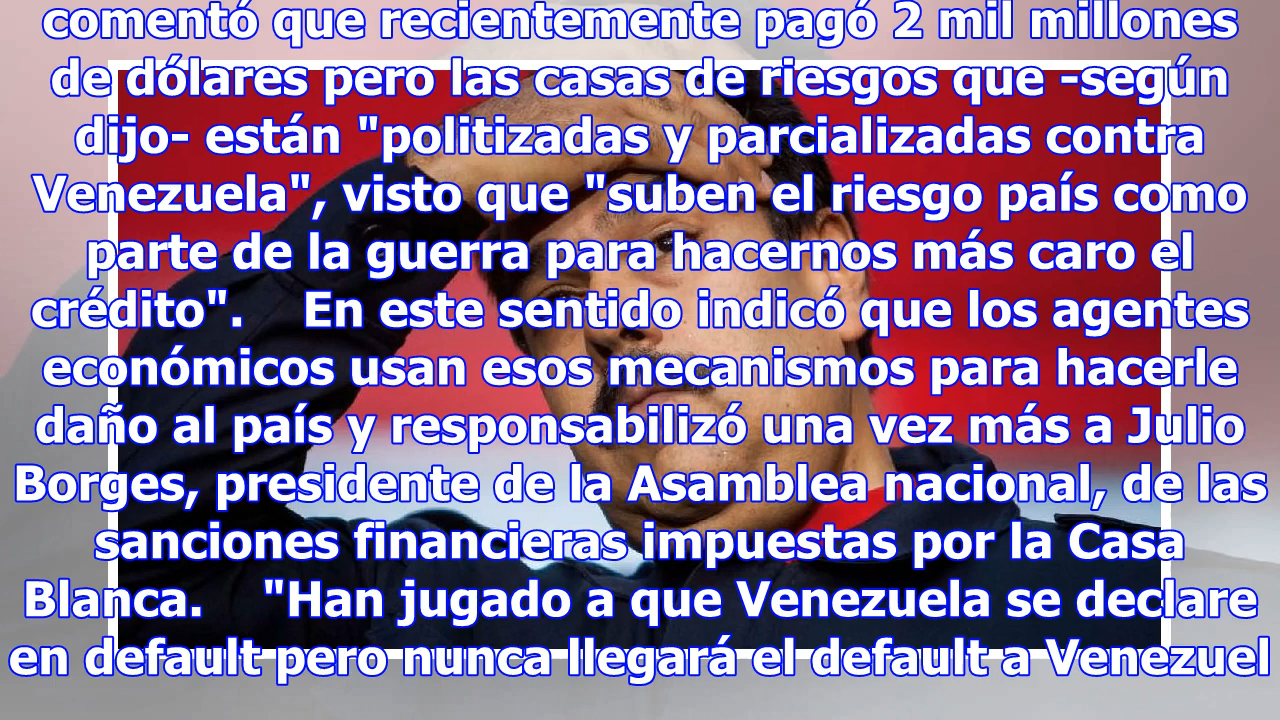 comentó que recientemente pagó 2 mil millones
de dólares pero las casas de riesgos que -según
dijo- están "politizadas y parcializadas contra
Venezuela", visto que "suben el riesgo país como
parte de la guerra para hacernos más caro el
crédito". En este sentido indicó que los agentes
económicos usan esos mecanismos para hacerle
daño al país y responsabilizó una vez más a Julio
Borges, presidente de la Asamblea nacional, de las
sanciones financieras impuestas por la Casa
Blanca. "Han jugado a que Venezuela se declare
en default pero nunca llegará el default a Venezuel